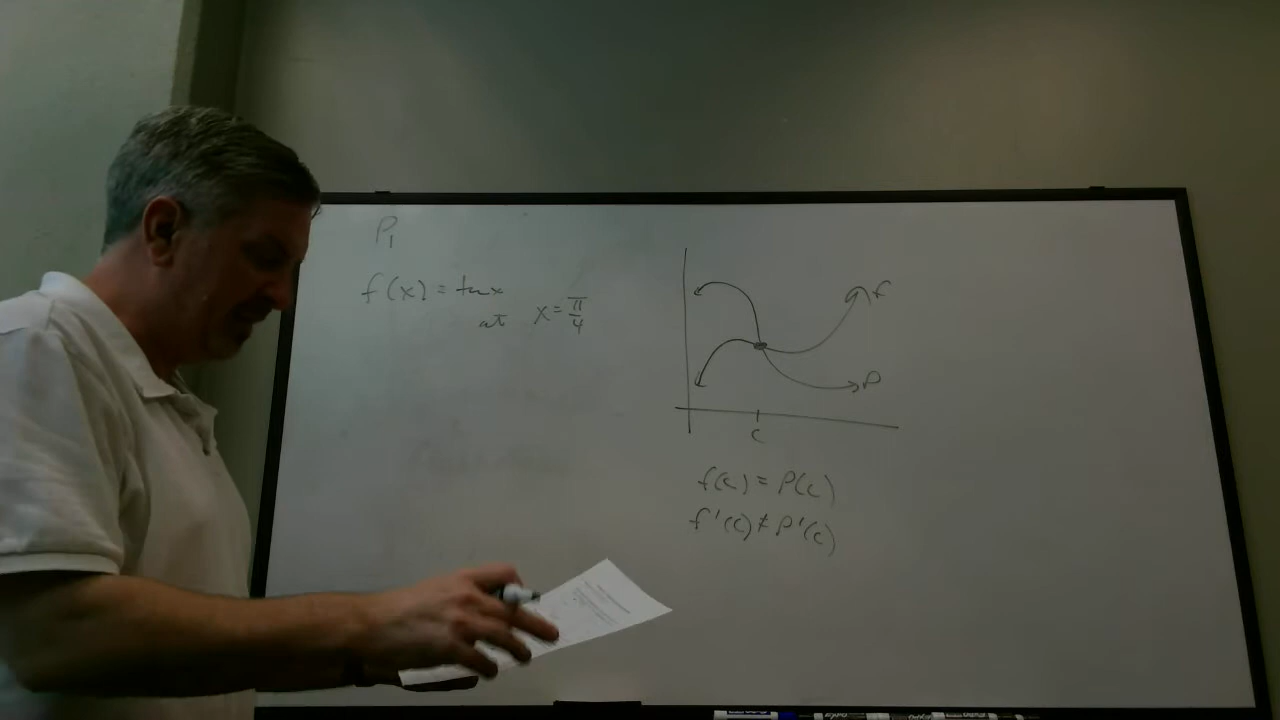 P₁
f(x) = tan x
at x = π/4
f
P
c
f(c) = P(c)
f'(c) ≠ P'(c)